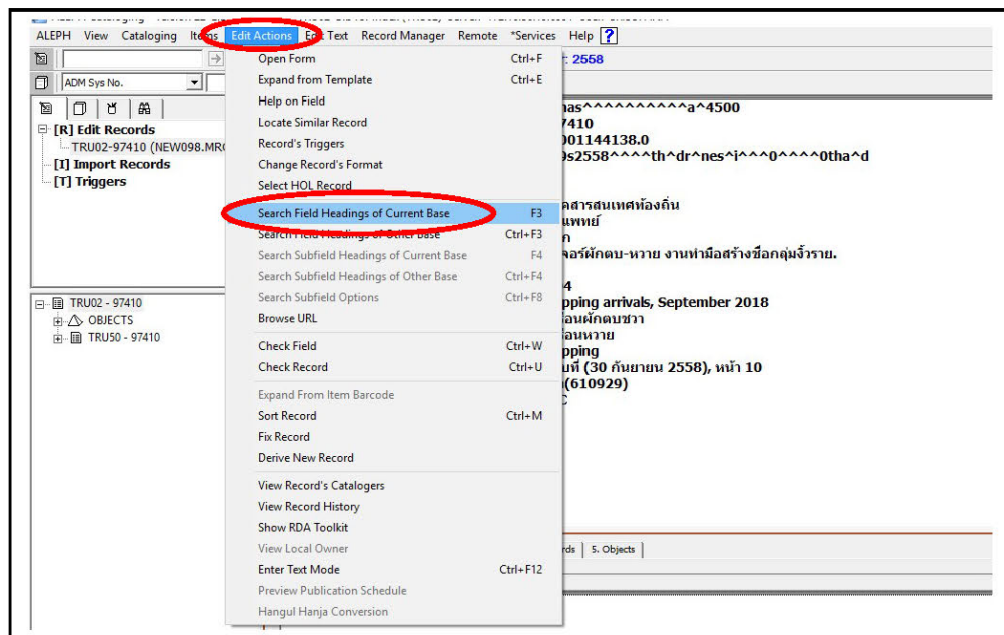 ALEPH View Cataloging Items Edit Actions Edit Text Record Manager Remote *Services Help ?
: 2558
ADM Sys No.
[R] Edit Records
TRU02-97410 (NEW098.MRC
[I] Import Records
[T] Triggers
TRU02 - 97410
OBJECTS
TRU50 - 97410
Open Form Ctrl+F
Expand from Template Ctrl+E
Help on Field
Locate Similar Record
Record's Triggers
Change Record's Format
Select HOL Record
Search Field Headings of Current Base F3
Search Field Headings of Other Base Ctrl+F3
Search Subfield Headings of Current Base F4
Search Subfield Headings of Other Base Ctrl+F4
Search Subfield Options Ctrl+F8
Browse URL
Check Field Ctrl+W
Check Record Ctrl+U
Expand From Item Barcode
Sort Record Ctrl+M
Fix Record
Derive New Record
View Record's Catalogers
View Record History
Show RDA Toolkit
View Local Owner
Enter Text Mode Ctrl+F12
Preview Publication Schedule
Hangul Hanja Conversion
nas^^^^^^^^^^a^4500
7410
001144138.0
9s2558^^^^th^dr^nes^i^^^0^^^^0tha^d
คสารสนเทศท้องถิ่น
แพทย์
ก
จอร์ผักตบ-หวาย งานทำมือสร้างชื่อกลุ่มงิ้วราย.
4
pping arrivals, September 2018
อนผักตบชวา
อนหวาย
pping
บที่ (30 กันยายน 2558), หน้า 10
(610929)
C
rds 5. Objects